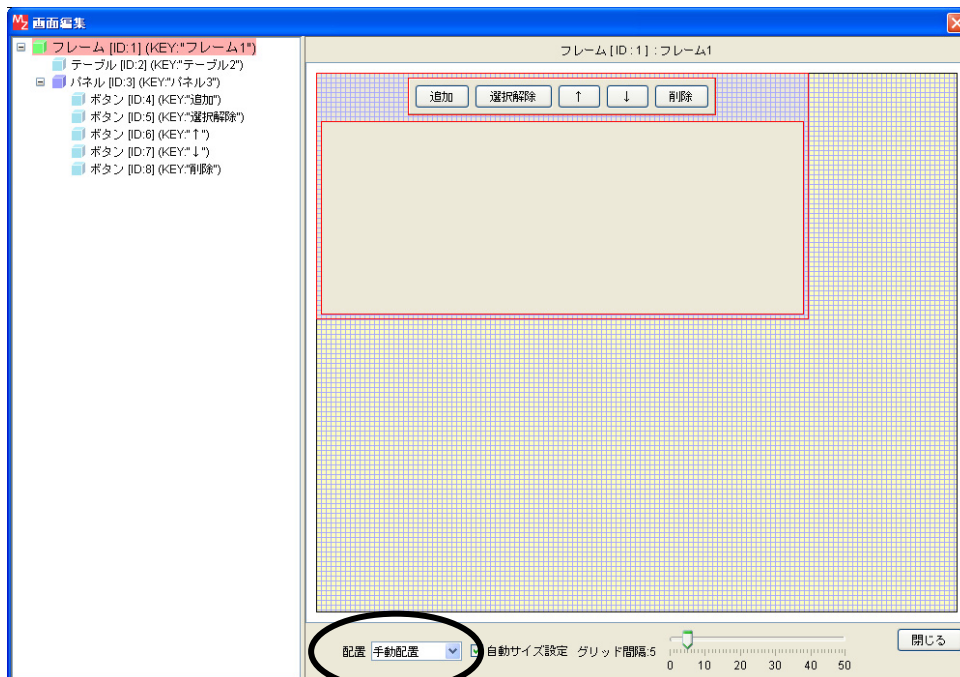 M2 画面編集
フレーム [ID:1] (KEY:"フレーム1")
テーブル [ID:2] (KEY:"テーブル2")
パネル [ID:3] (KEY:"パネル3")
ボタン [ID:4] (KEY:"追加")
ボタン [ID:5] (KEY:"選択解除")
ボタン [ID:6] (KEY:"↑")
ボタン [ID:7] (KEY:"↓")
ボタン [ID:8] (KEY:"削除")
フレーム [ID:1] : フレーム1
追加 選択解除 ↑ ↓ 削除
配置 手動配置 自動サイズ設定 グリッド間隔:5 閉じる
0 10 20 30 40 50